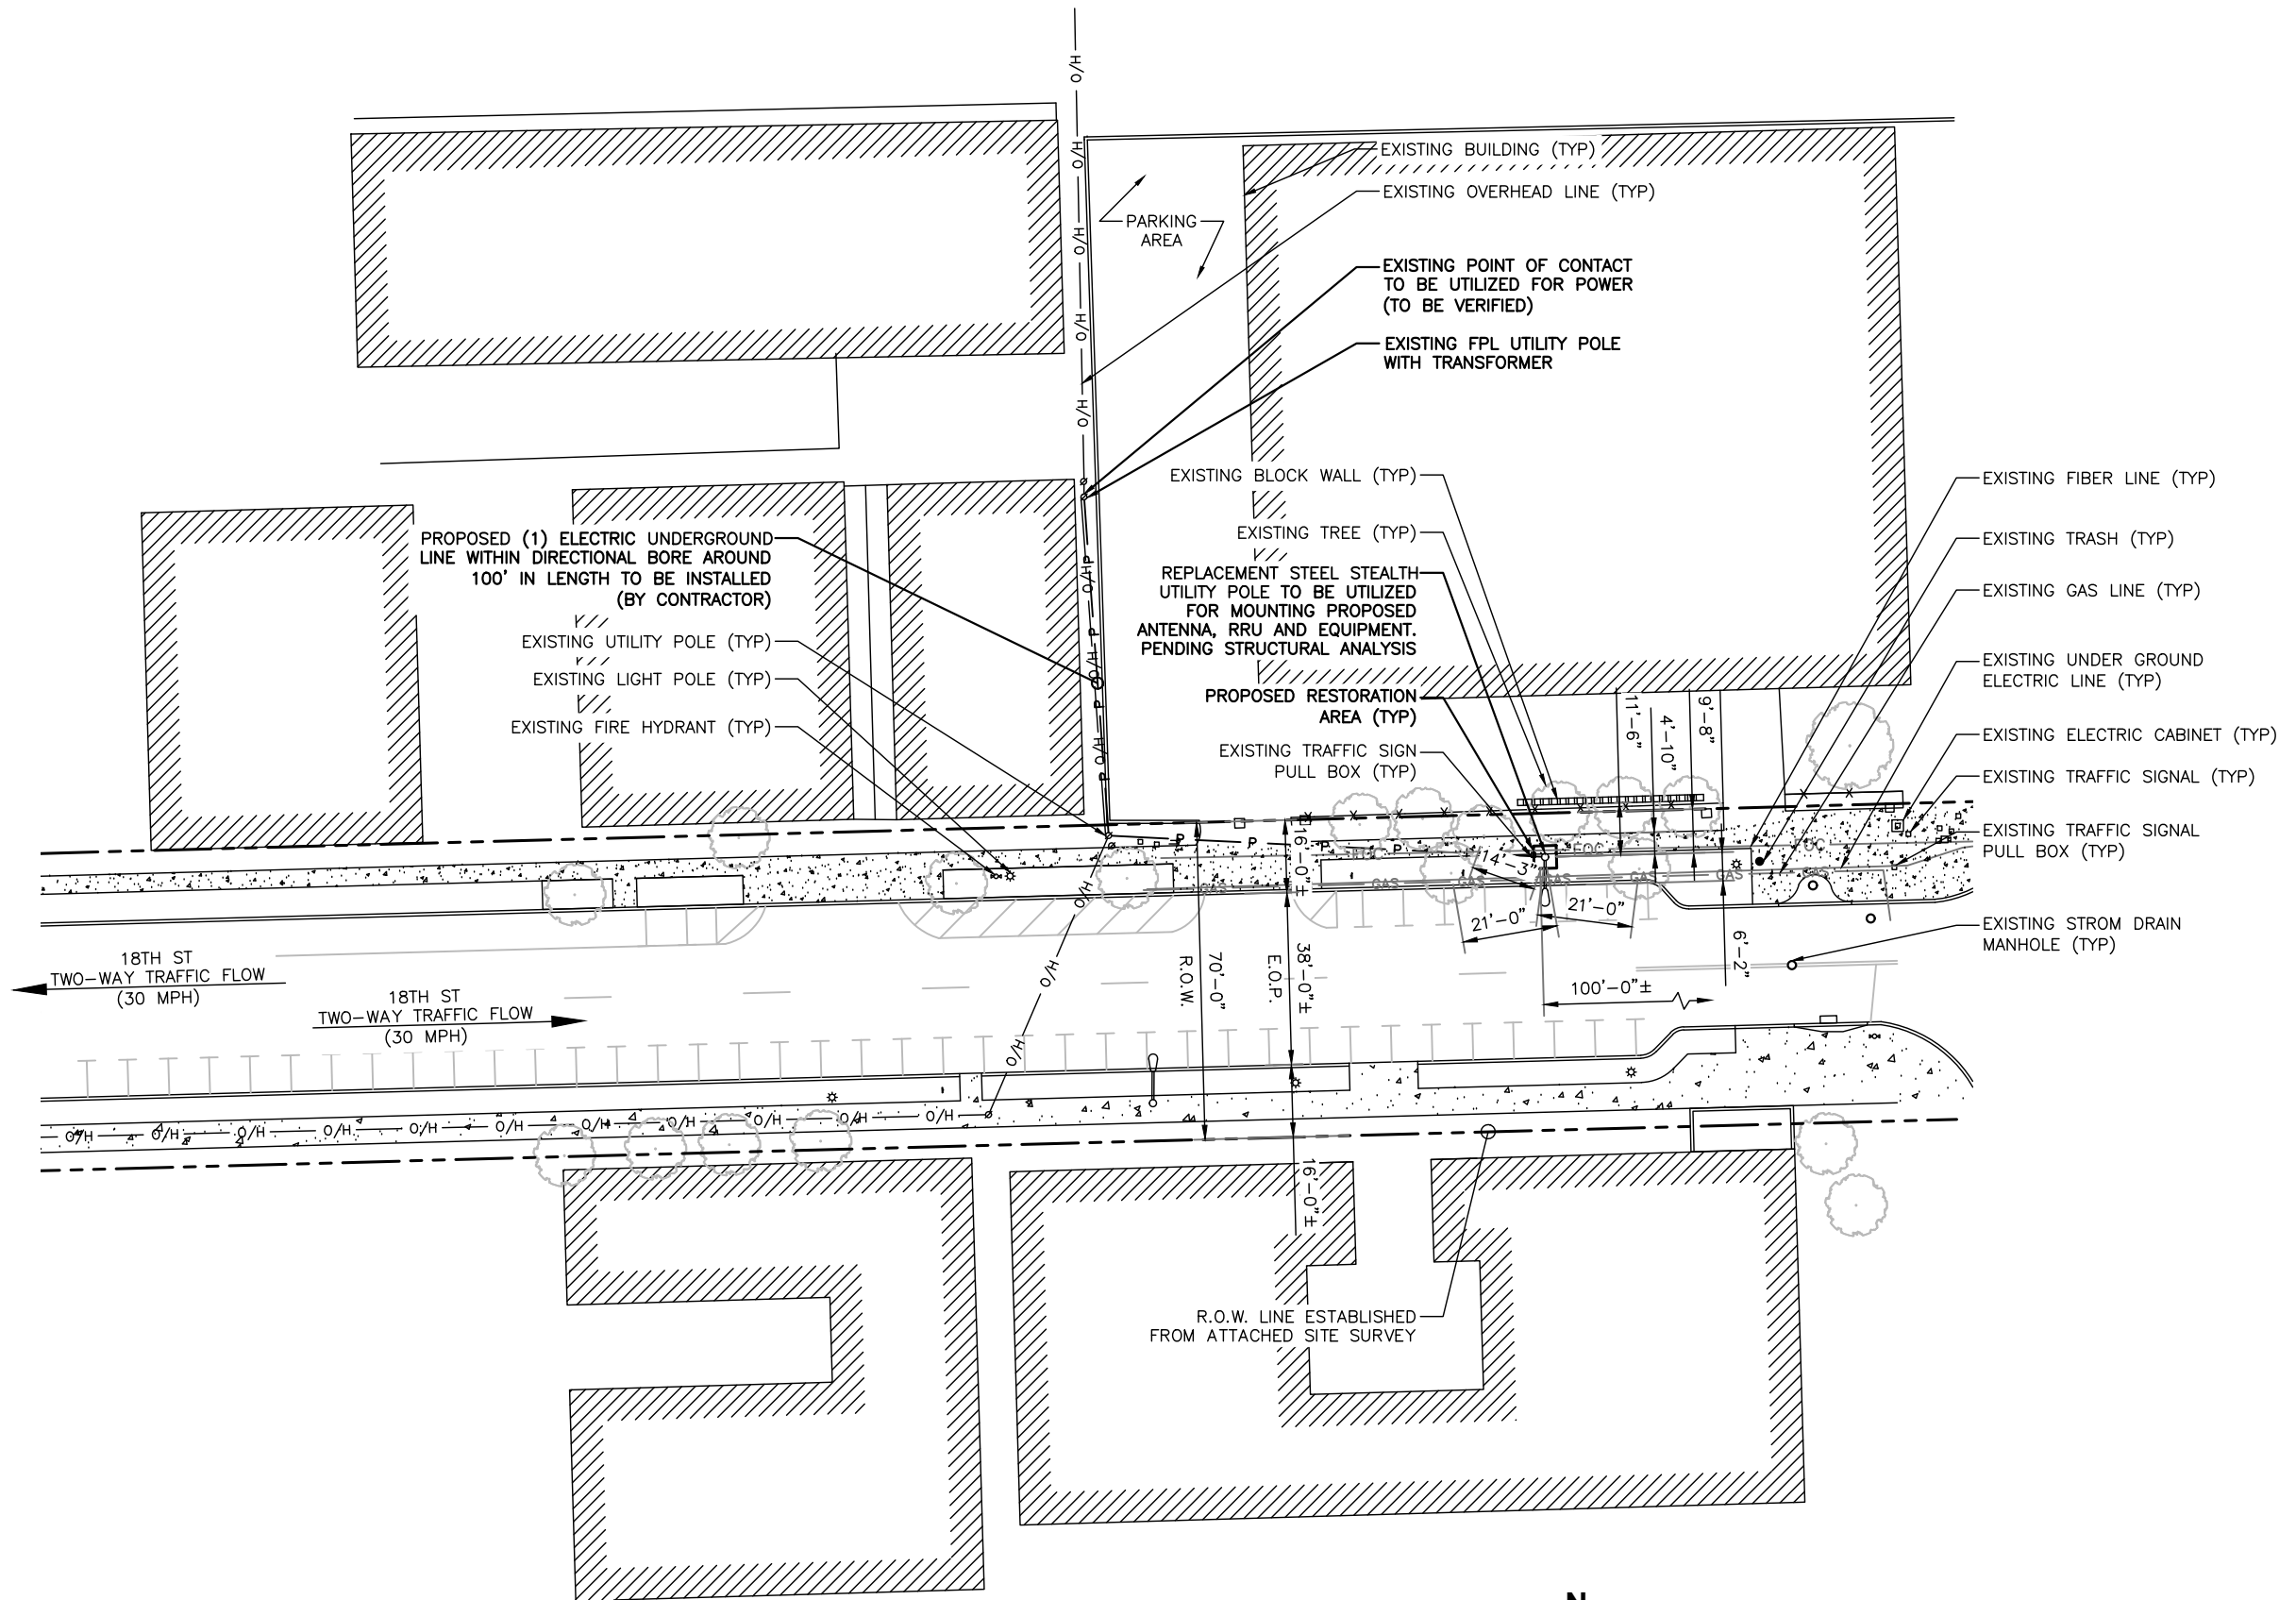 O/H
O/H
O/H
O/H
O/H
O/H
EXISTING BUILDING (TYP)
EXISTING OVERHEAD LINE (TYP)
PARKING
AREA
EXISTING POINT OF CONTACT
TO BE UTILIZED FOR POWER
(TO BE VERIFIED)
EXISTING FPL UTILITY POLE
WITH TRANSFORMER
EXISTING BLOCK WALL (TYP)
EXISTING TREE (TYP)
REPLACEMENT STEEL STEALTH
UTILITY POLE TO BE UTILIZED
FOR MOUNTING PROPOSED
ANTENNA, RRU AND EQUIPMENT.
PENDING STRUCTURAL ANALYSIS
PROPOSED RESTORATION
AREA (TYP)
EXISTING TRAFFIC SIGN
PULL BOX (TYP)
PROPOSED (1) ELECTRIC UNDERGROUND
LINE WITHIN DIRECTIONAL BORE AROUND
100' IN LENGTH TO BE INSTALLED
(BY CONTRACTOR)
EXISTING UTILITY POLE (TYP)
EXISTING LIGHT POLE (TYP)
EXISTING FIRE HYDRANT (TYP)
P
O/H
P
O/H
P
O/H
P
EXISTING FIBER LINE (TYP)
EXISTING TRASH (TYP)
EXISTING GAS LINE (TYP)
EXISTING UNDER GROUND
ELECTRIC LINE (TYP)
EXISTING ELECTRIC CABINET (TYP)
EXISTING TRAFFIC SIGNAL (TYP)
EXISTING TRAFFIC SIGNAL
PULL BOX (TYP)
EXISTING STROM DRAIN
MANHOLE (TYP)
11'-6"
4'-10"
9'-8"
P
P
P
P
16'-0"±
14'-3"
GAS
GAS
GAS
GAS
GAS
GAS
GAS
21'-0"
21'-0"
6'-2"
100'-0"±
O/H
O/H
O/H
70'-0"
R.O.W.
38'-0"±
E.O.P.
16'-0"±
18TH ST
TWO-WAY TRAFFIC FLOW
(30 MPH)
18TH ST
TWO-WAY TRAFFIC FLOW
(30 MPH)
O/H
O/H
O/H
O/H
O/H
O/H
O/H
O/H
O/H
O/H
O/H
R.O.W. LINE ESTABLISHED
FROM ATTACHED SITE SURVEY
N